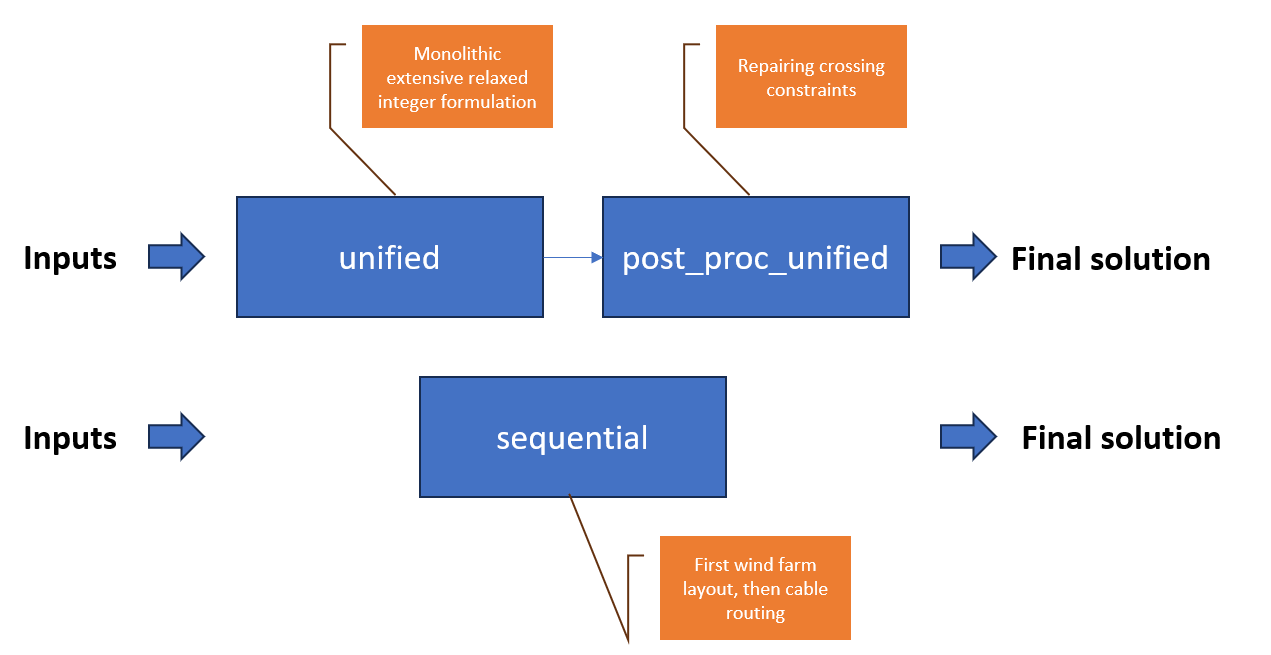 Monolithic
extensive relaxed
integer formulation
Repairing crossing
constraints
Inputs
unified
post_proc_unified
Final solution
Inputs
sequential
Final solution
First wind farm
layout, then cable
routing